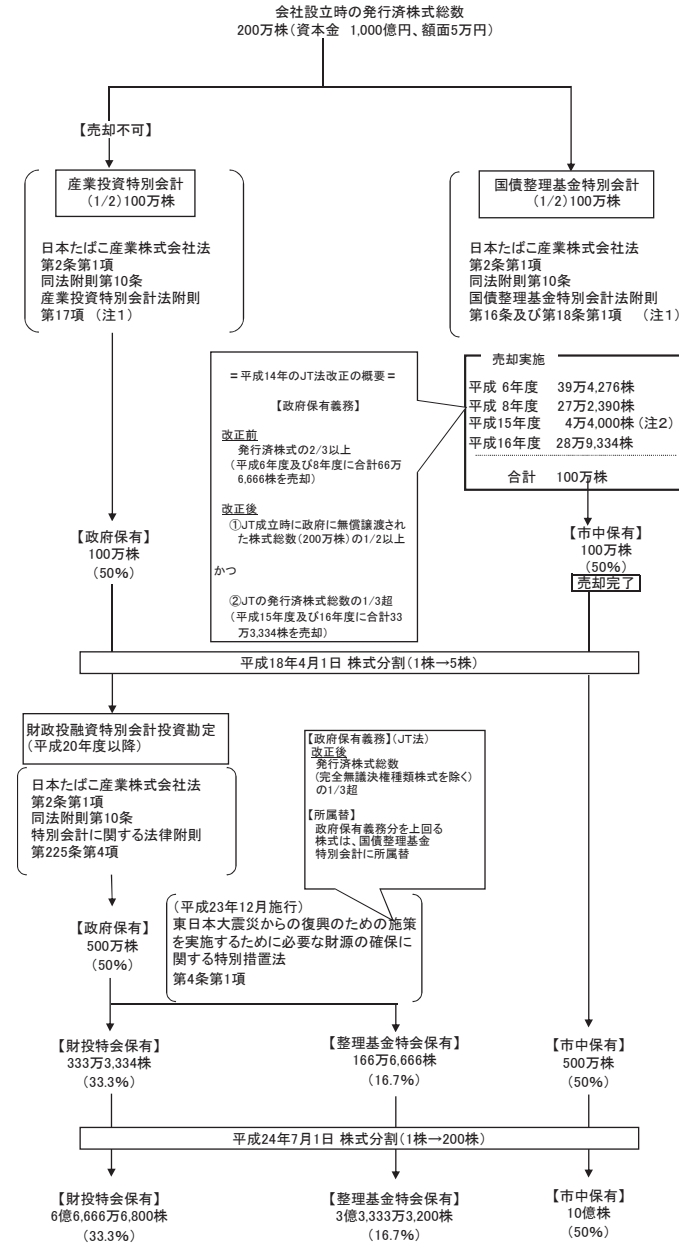 会社設立時の発行済株式総数
200万株(資本金 1,000億円、額面5万円)
【売却不可】
産業投資特別会計
(1/2)100万株
日本たばこ産業株式会社法
第2条第1項
同法附則第10条
産業投資特別会計法附則
第17項 (注1)
国債整理基金特別会計
(1/2)100万株
日本たばこ産業株式会社法
第2条第1項
同法附則第10条
国債整理基金特別会計法附則
第16条及び第18条第1項 (注1)
=平成14年のJT法改正の概要=
【政府保有義務】
改正前
発行済株式の2/3以上
(平成6年度及び8年度に合計66万
6,666株を売却)
改正後
①JT成立時に政府に無償譲渡され
た株式総数(200万株)の1/2以上
かつ
②JTの発行済株式総数の1/3超
(平成15年度及び16年度に合計33
万3,334株を売却)
売却実施
平成 6年度 39万4,276株
平成 8年度 27万2,390株
平成15年度 4万4,000株 (注2)
平成16年度 28万9,334株
合計 100万株
【政府保有】
100万株
(50%)
【市中保有】
100万株
(50%)
売却完了
平成18年4月1日 株式分割(1株→5株)
財政投融資特別会計投資勘定
(平成20年度以降)
日本たばこ産業株式会社法
第2条第1項
同法附則第10条
特別会計に関する法律附則
第225条第4項
【政府保有義務】(JT法)
改正後
発行済株式総数
(完全無議決権種類株式を除く)
の1/3超
【所属替】
政府保有義務分を上回る
株式は、国債整理基金
特別会計に所属替
【政府保有】
500万株
(50%)
(平成23年12月施行)
東日本大震災からの復興のための施策
を実施するために必要な財源の確保に
関する特別措置法
第4条第1項
【財投特会保有】
333万3,334株
(33.3%)
【整理基金特会保有】
166万6,666株
(16.7%)
【市中保有】
500万株
(50%)
平成24年7月1日 株式分割(1株→200株)
【財投特会保有】
6億6,666万6,800株
(33.3%)
【整理基金特会保有】
3億3,333万3,200株
(16.7%)
【市中保有】
10億株
(50%)